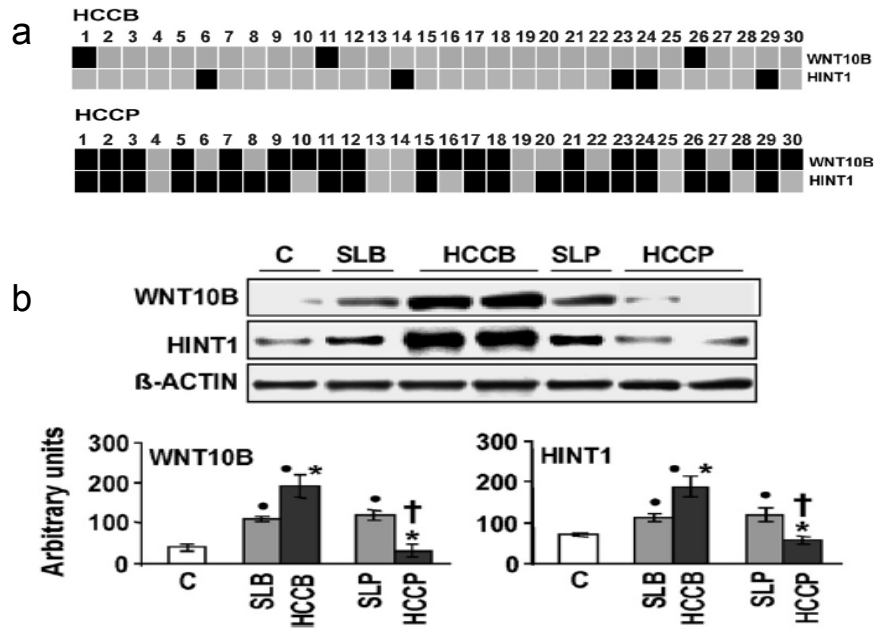 a
HCCB
1 2 3 4 5 6 7 8 9 10 11 12 13 14 15 16 17 18 19 20 21 22 23 24 25 26 28 28 29 30
WNT10B
HINT1
HCCP
1 2 3 4 5 6 7 8 9 10 11 12 13 14 15 16 17 18 19 20 21 22 23 24 25 26 27 28 29 30
WNT10B
HINT1
b
C SLB HCCB SLP HCCP
WNT10B
HINT1
ß-ACTIN
Arbitrary units
300
200
100
0
WNT10B
• • * • † *
C SLB HCCB SLP HCCP
300
200
100
0
HINT1
• • * • † *
C SLB HCCB SLP HCCP